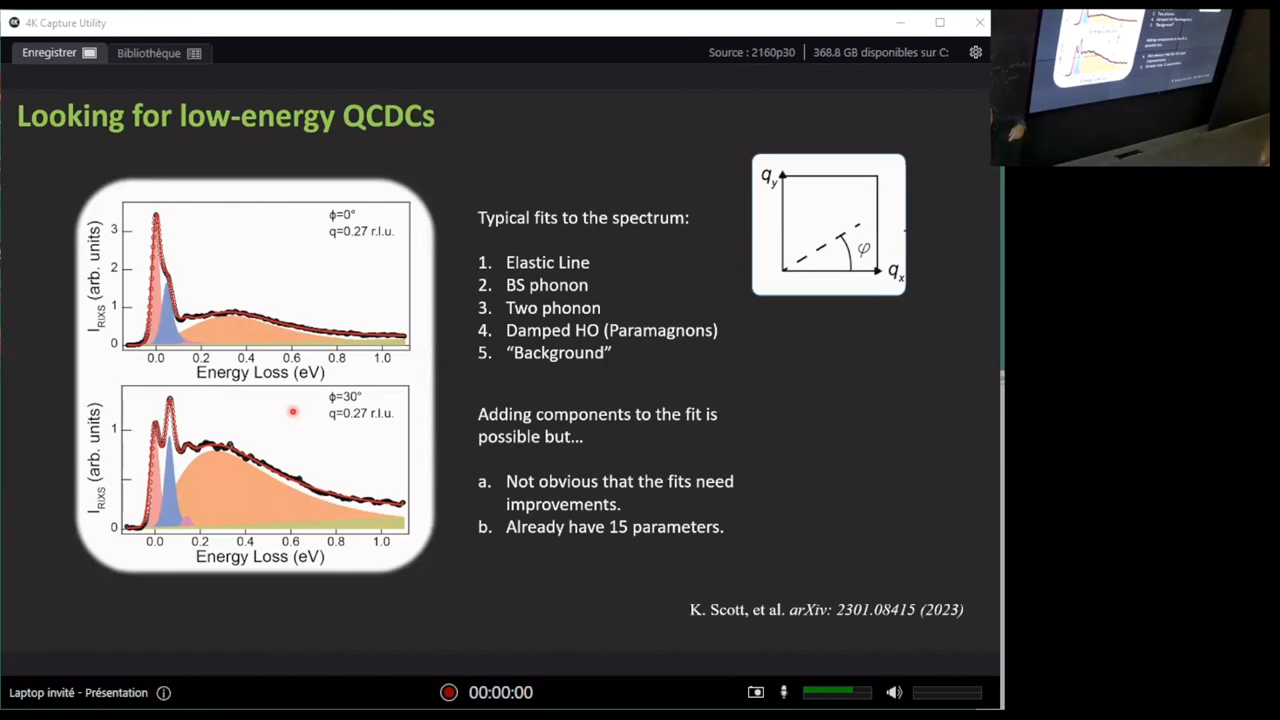 4K Capture Utility
Enregistrer
Bibliothèque
Source : 2160p30
368.8 GB disponibles sur C:
Looking for low-energy QCDCs
ϕ=0°
q=0.27 r.l.u.
I_RIXS (arb. units)
3
2
1
0
0.0 0.2 0.4 0.6 0.8 1.0
Energy Loss (eV)
ϕ=30°
q=0.27 r.l.u.
I_RIXS (arb. units)
1
0
0.0 0.2 0.4 0.6 0.8 1.0
Energy Loss (eV)
Typical fits to the spectrum:
1. Elastic Line
2. BS phonon
3. Two phonon
4. Damped HO (Paramagnons)
5. “Background”
Adding components to the fit is
possible but...
a. Not obvious that the fits need
improvements.
b. Already have 15 parameters.
q_y
φ
q_x
K. Scott, et al. arXiv: 2301.08415 (2023)
Laptop invité - Présentation
00:00:00